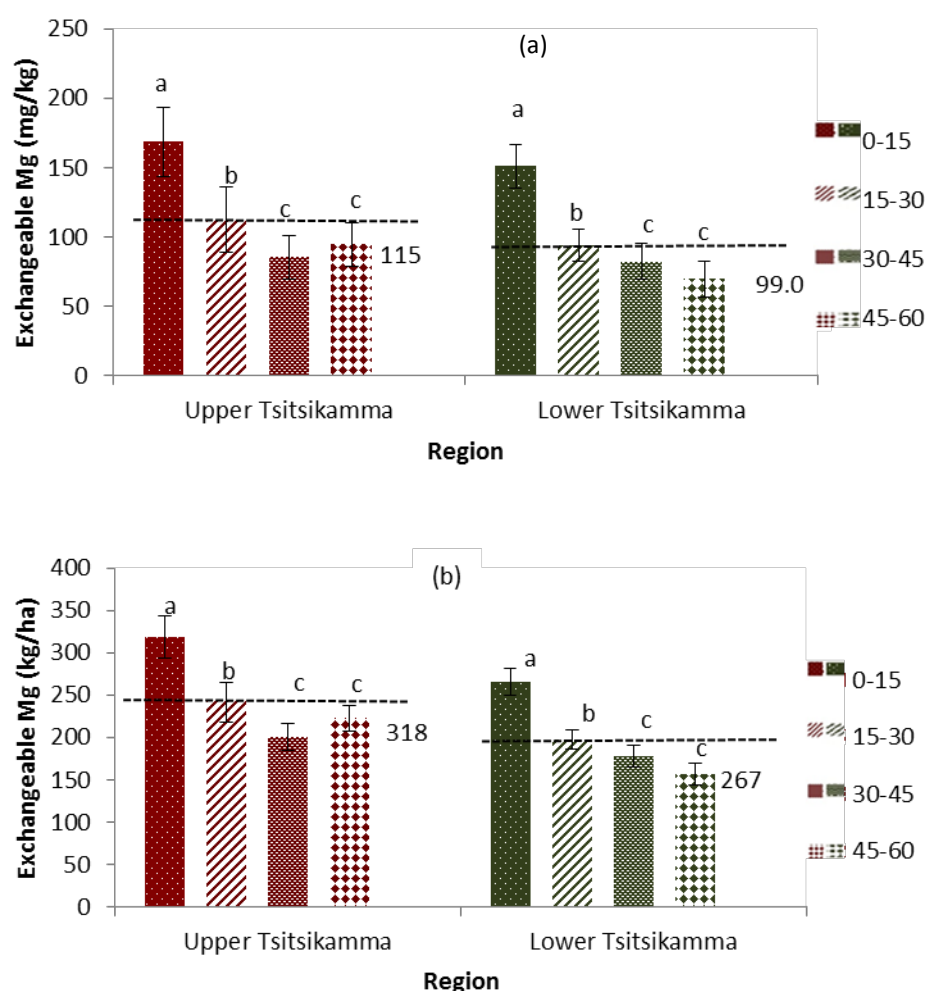 (a)
Exchangeable Mg (mg/kg)
250
200
150
100
50
0
a
b
c
c
115
a
b
c
c
99.0
0-15
15-30
30-45
45-60
Upper Tsitsikamma
Lower Tsitsikamma
Region
(b)
Exchangeable Mg (kg/ha)
400
350
300
250
200
150
100
50
0
a
b
c
c
318
a
b
c
c
267
0-15
15-30
30-45
45-60
Upper Tsitsikamma
Lower Tsitsikamma
Region